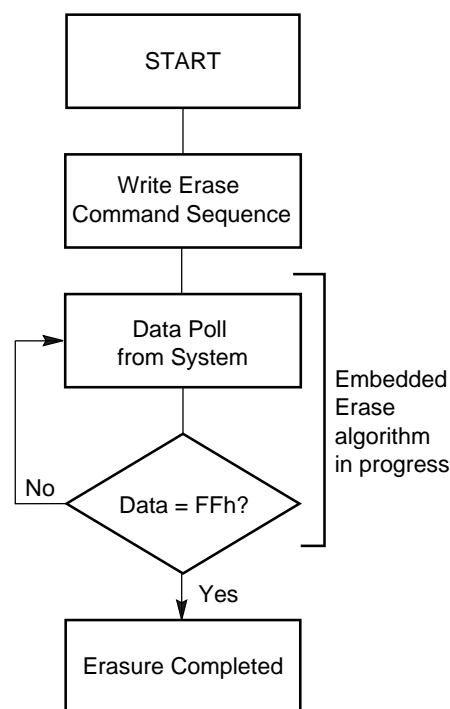 START
Write Erase
Command Sequence
Data Poll
from System
Embedded
Erase
algorithm
in progress
No
Data = FFh?
Yes
Erasure Completed